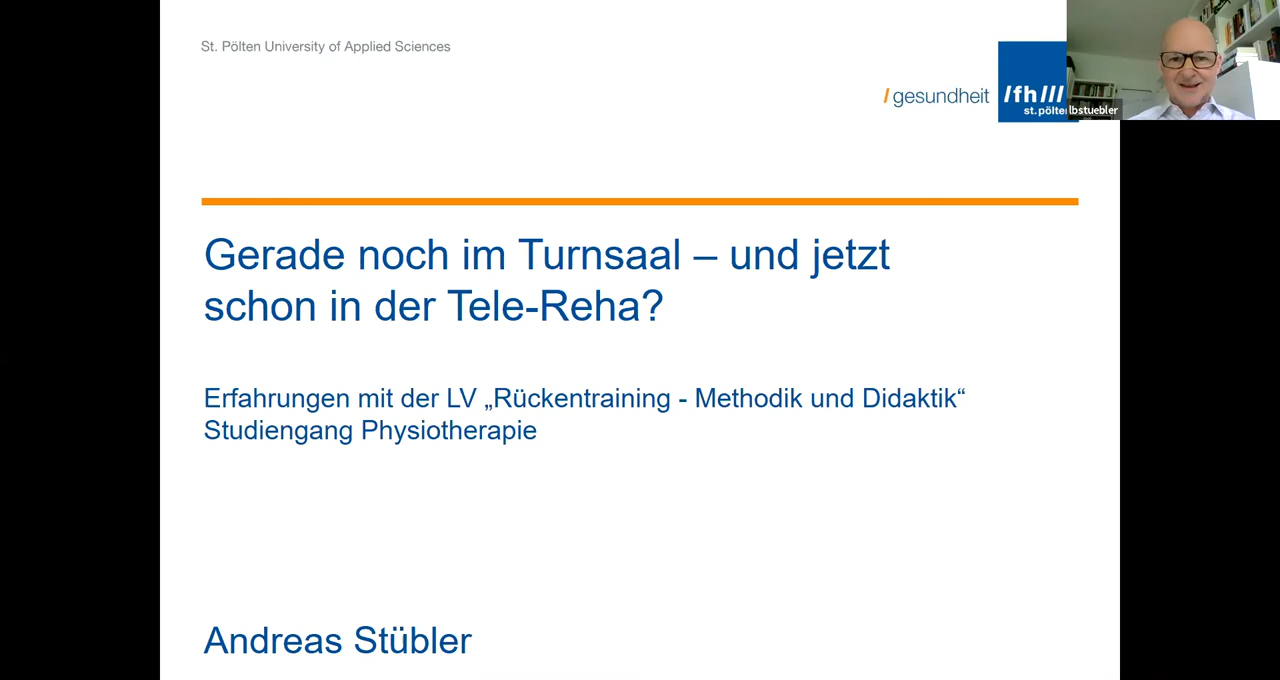 St. Pölten University of Applied Sciences
/ gesundheit
/fh///
st.pölte
lbstuebler
Gerade noch im Turnsaal – und jetzt
schon in der Tele-Reha?
Erfahrungen mit der LV „Rückentraining - Methodik und Didaktik“
Studiengang Physiotherapie
Andreas Stübler